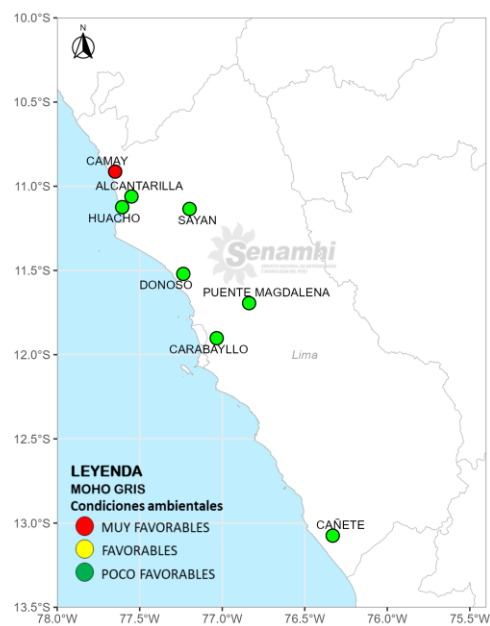 10.0°S
N
10.5°S
CAMAY
11.0°S
ALCANTARILLA
HUACHO
SAYAN
Senamhi
11.5°S
DONOSO
PUENTE MAGDALENA
CARABAYLLO
Lima
12.0°S
12.5°S
LEYENDA
MOHO GRIS
Condiciones ambientales
MUY FAVORABLES
FAVORABLES
POCO FAVORABLES
13.0°S
CAÑETE
13.5°S
78.0°W 77.5°W 77.0°W 76.5°W 76.0°W 75.5°W